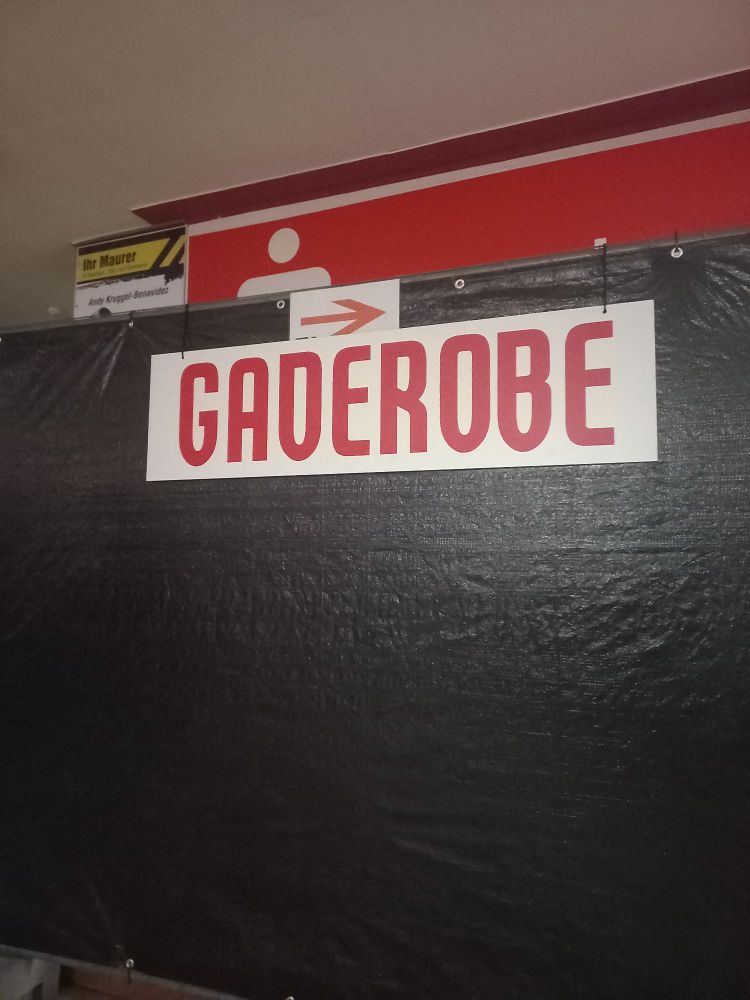 Ihr Maurer
Andy Kruggel-Benavidez
GADEROBE